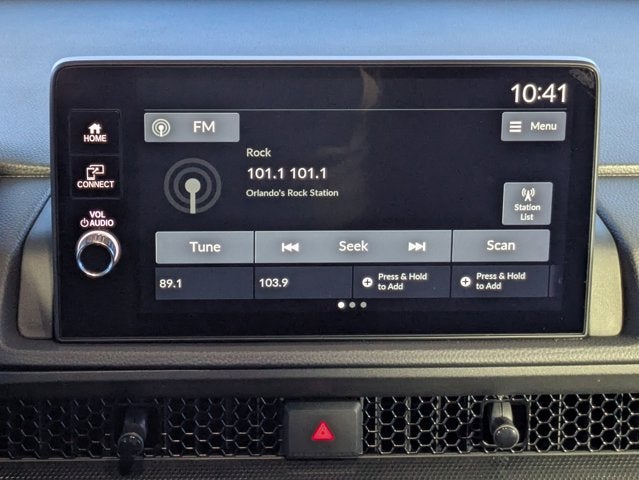 10:41
HOME
FM
Menu
Rock
101.1 101.1
Orlando's Rock Station
CONNECT
Station
List
VOL
AUDIO
Tune
Seek
Scan
89.1
103.9
Press & Hold
to Add
Press & Hold
to Add